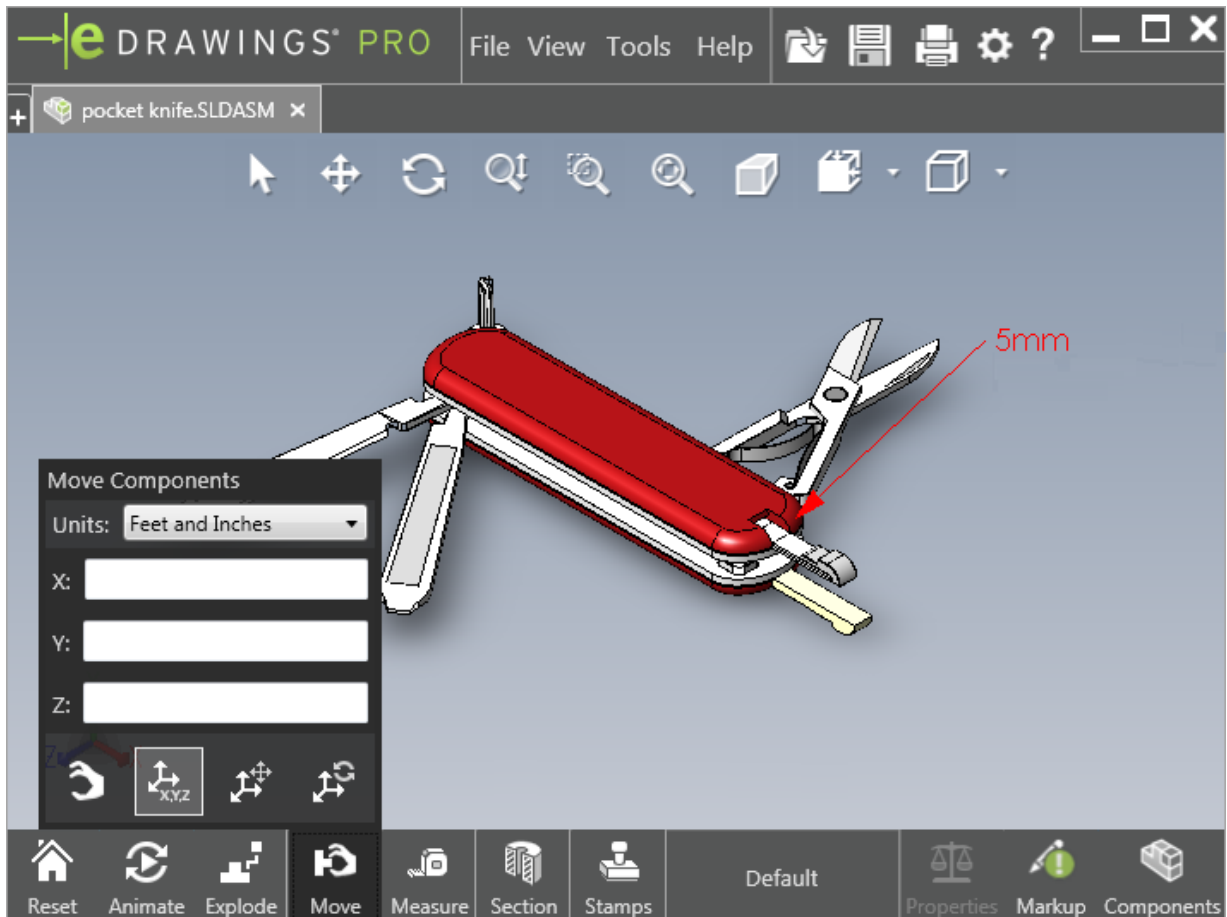 eDRAWINGS® PRO File View Tools Help ?
+ pocket knife.SLDASM ×
5mm
Move Components
Units: Feet and Inches
X:
Y:
Z:
Z X
X,Y,Z
Reset Animate Explode Move Measure Section Stamps Default Properties Markup Components